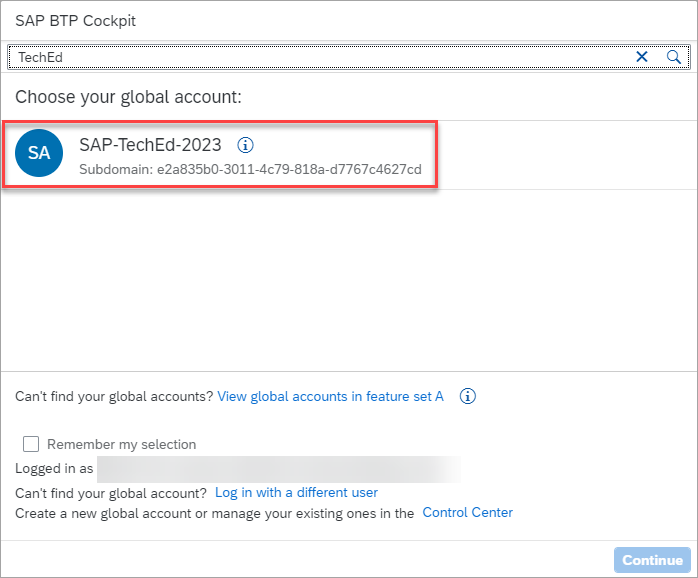 SAP BTP Cockpit
TechEd
Choose your global account:
SA
SAP-TechEd-2023
Subdomain: e2a835b0-3011-4c79-818a-d7767c4627cd
Can't find your global accounts? View global accounts in feature set A
Remember my selection
Logged in as
Can't find your global account? Log in with a different user
Create a new global account or manage your existing ones in the Control Center
Continue